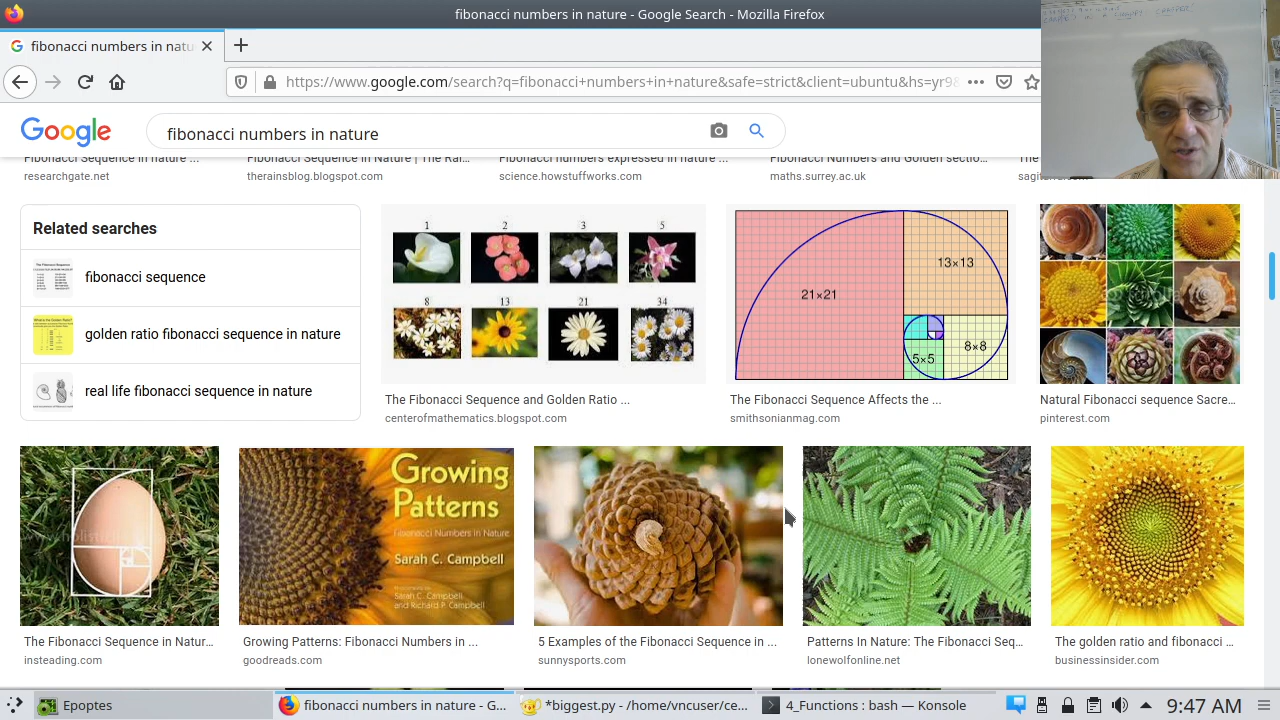 fibonacci numbers in nature - Google Search - Mozilla Firefox
fibonacci numbers in natu
https://www.google.com/search?q=fibonacci+numbers+in+nature&safe=strict&client=ubuntu&hs=yr98
Google
fibonacci numbers in nature
Fibonacci Sequence in nature ...
Fibonacci Sequence in Nature | The Rai...
Fibonacci numbers expressed in nature ...
Fibonacci Numbers and Golden sectio...
The
researchgate.net
therainsblog.blogspot.com
science.howstuffworks.com
maths.surrey.ac.uk
Related searches
fibonacci sequence
golden ratio fibonacci sequence in nature
real life fibonacci sequence in nature
1 2 3 5
8 13 21 34
13×13
21×21
8×8
5×5
The Fibonacci Sequence and Golden Ratio ...
centerofmathematics.blogspot.com
The Fibonacci Sequence Affects the ...
smithsonianmag.com
Natural Fibonacci sequence Sacre...
pinterest.com
Growing
Patterns
Fibonacci Numbers in Nature
Sarah C. Campbell
Sarah C. Campbell
and Richard P. Campbell
The Fibonacci Sequence in Natur...
insteading.com
Growing Patterns: Fibonacci Numbers in ...
goodreads.com
5 Examples of the Fibonacci Sequence in ...
sunnysports.com
Patterns In Nature: The Fibonacci Seq...
lonewolfonline.net
The golden ratio and fibonacci ...
businessinsider.com
Epoptes
fibonacci numbers in nature - G...
*biggest.py - /home/vncuser/ce...
4_Functions : bash — Konsole
9:47 AM